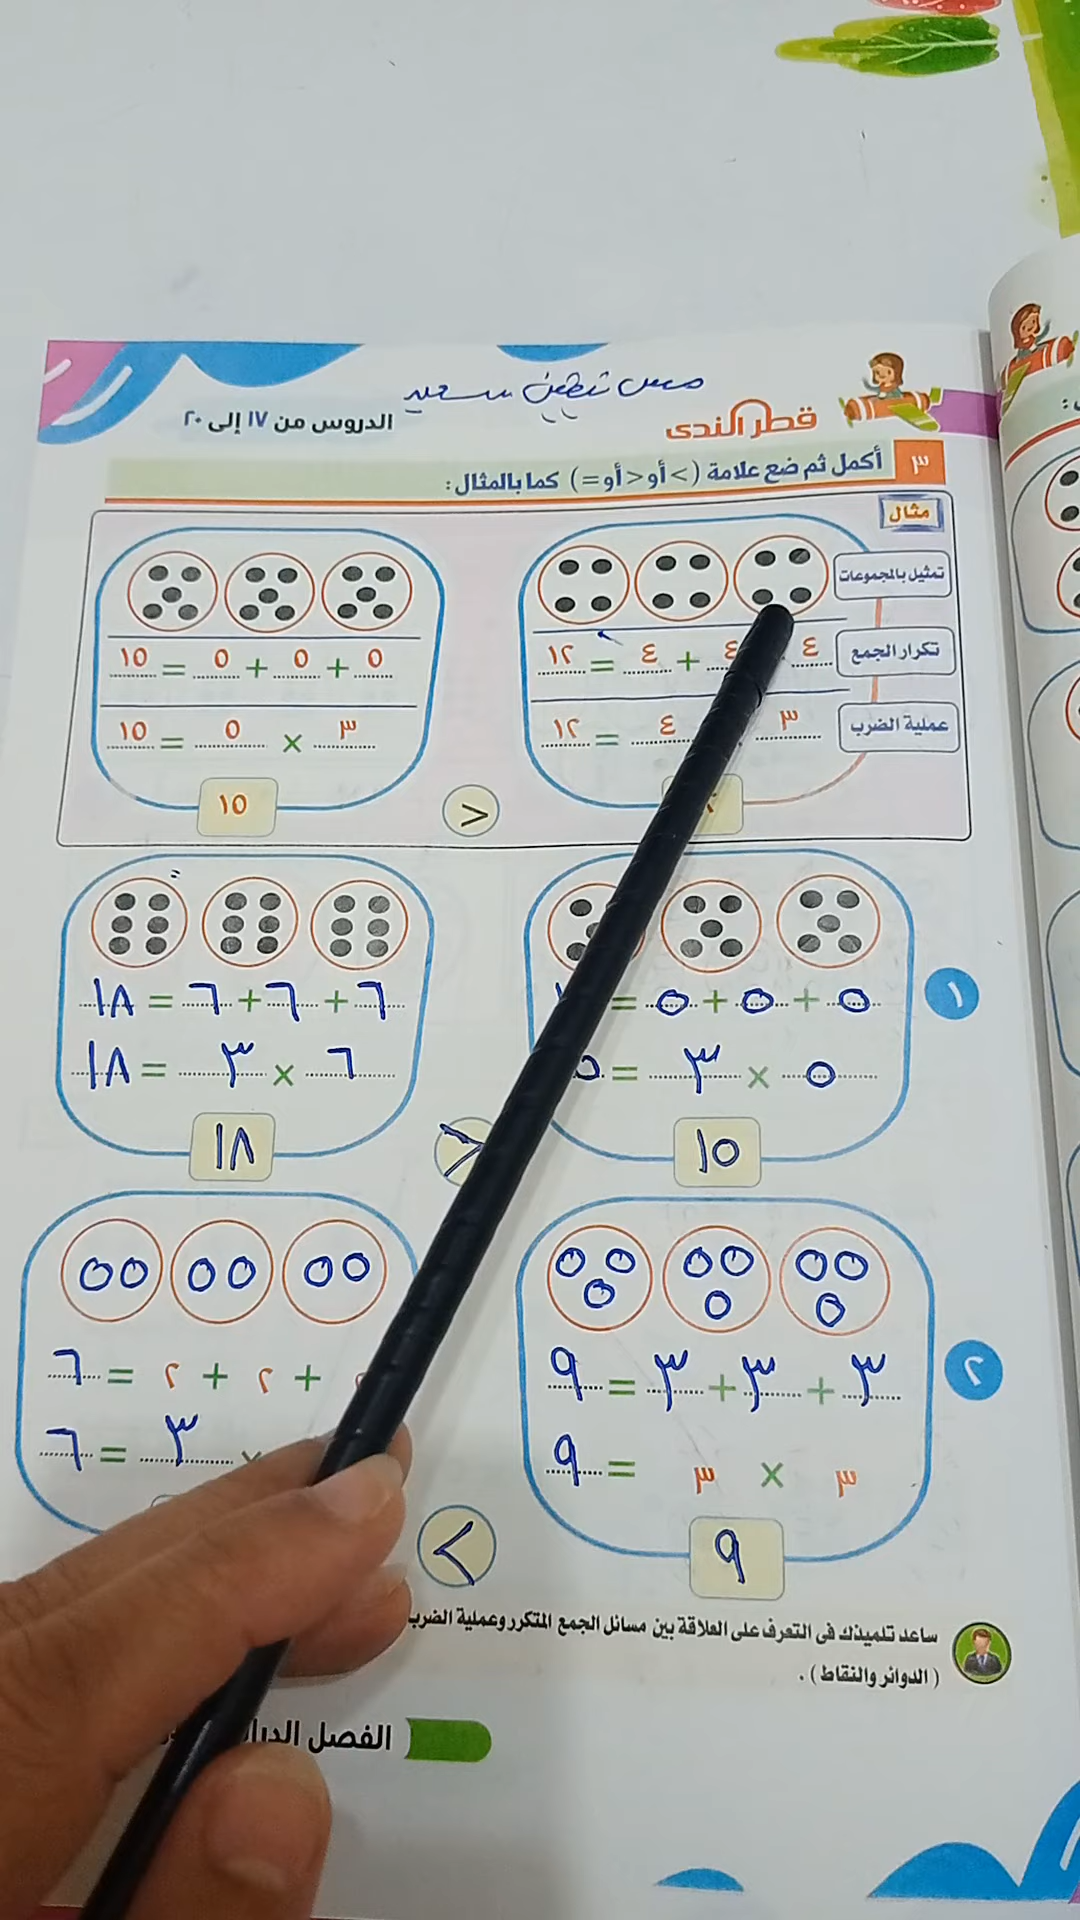 ميس شيرين سعيد
قطر الندى
الدروس من ١٧ إلى ٢٠
٣ أكمل ثم ضع علامة (> أو < أو =) كما بالمثال :
مثال
تمثيل بالمجموعات
تكرار الجمع
٤ ٤ + ٤ = ١٢
٥ + ٥ + ٥ = ١٥
عملية الضرب
٣ ٤ = ١٢
٣ × ٥ = ١٥
< ١٥
١
٥ + ٥ + ٥ =
٦ + ٦ + ٦ = ١٨
٥ × ٣ = ٥
٦ × ٣ = ١٨
١٥ < ١٨
٢
٣ + ٣ + ٣ = ٩
+ ٢ + ٢ = ٦
٣ × ٣ = ٩
× ٣ = ٦
٩ >
ساعد تلميذك فى التعرف على العلاقة بين مسائل الجمع المتكرر وعملية الضرب
( الدوائر والنقاط ) .
الفصل